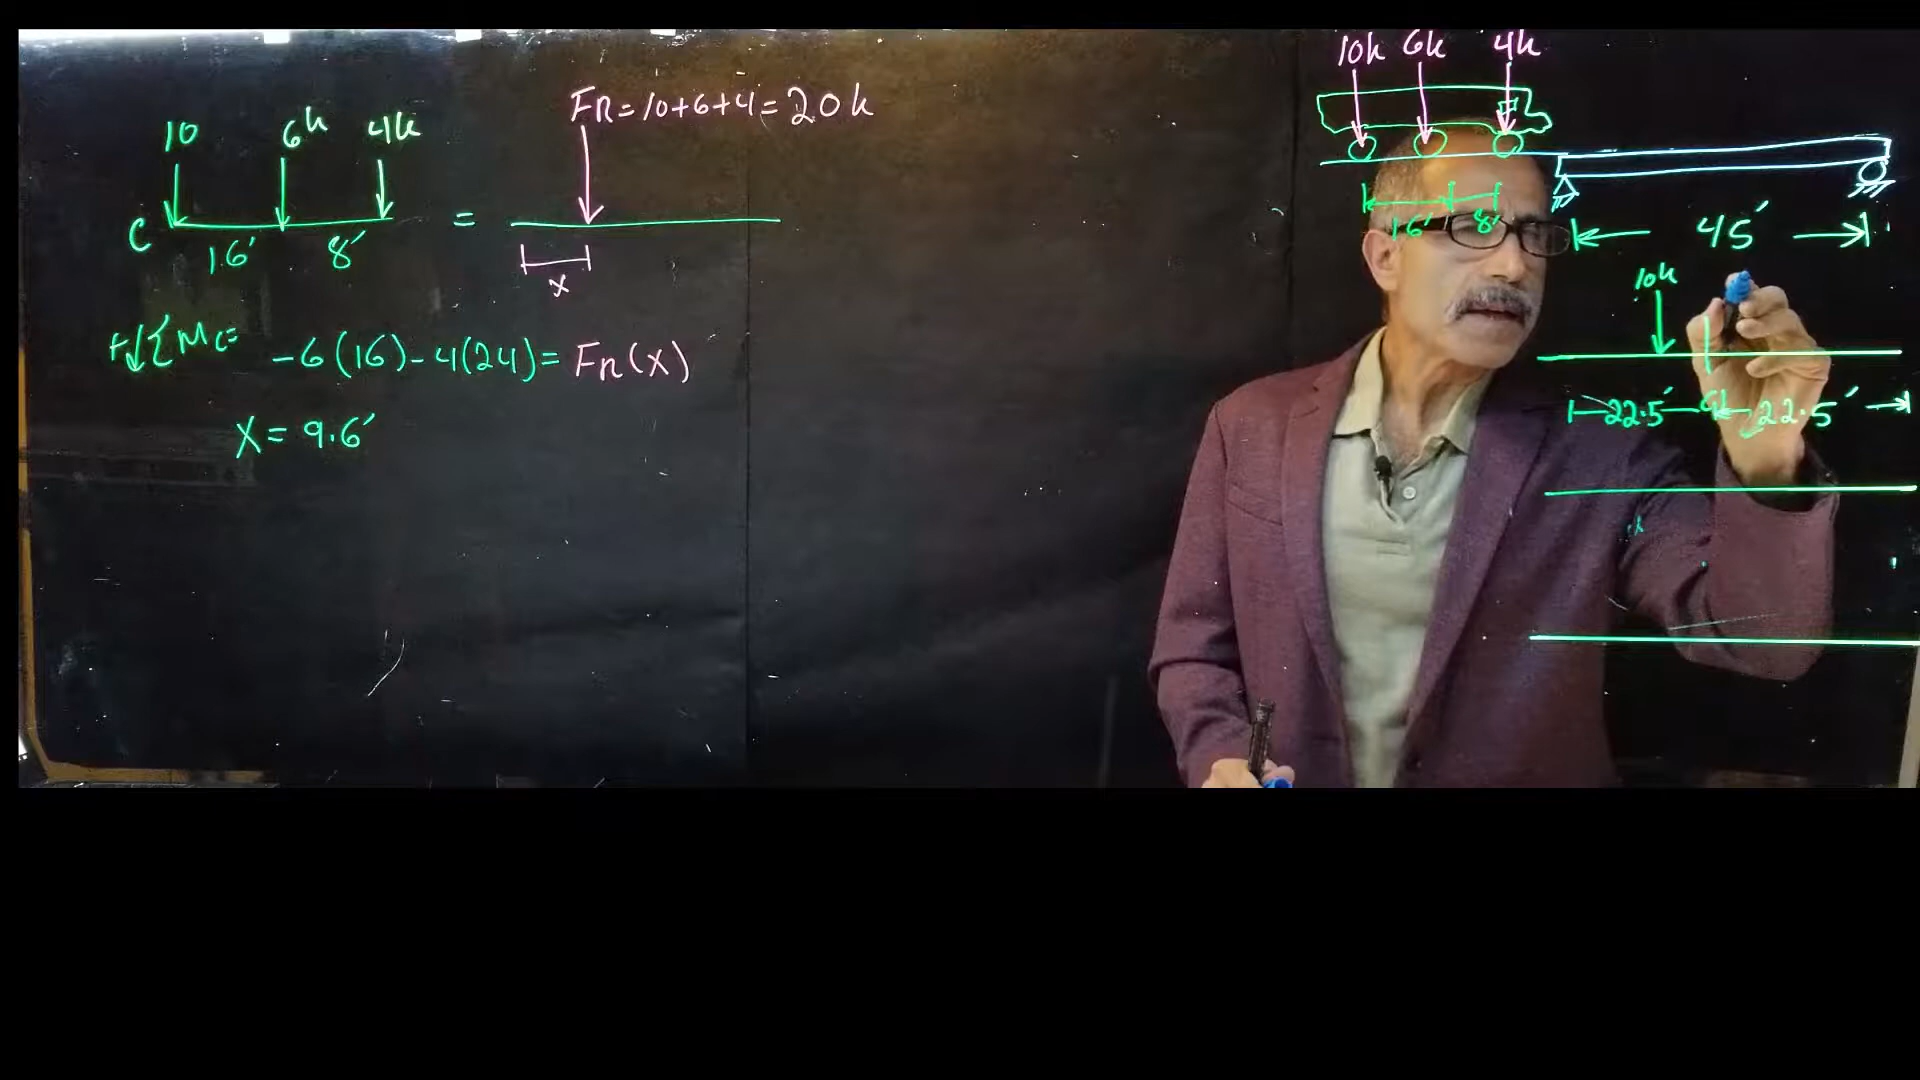 10 6k 4k
C 16' 8'
=
FR=10+6+4=20k
x
+ΣMc= -6(16)-4(24)=FR(x)
X=9.6'
10k 6k 4k
16' 8'
45'
10k
22.5' 22.5'